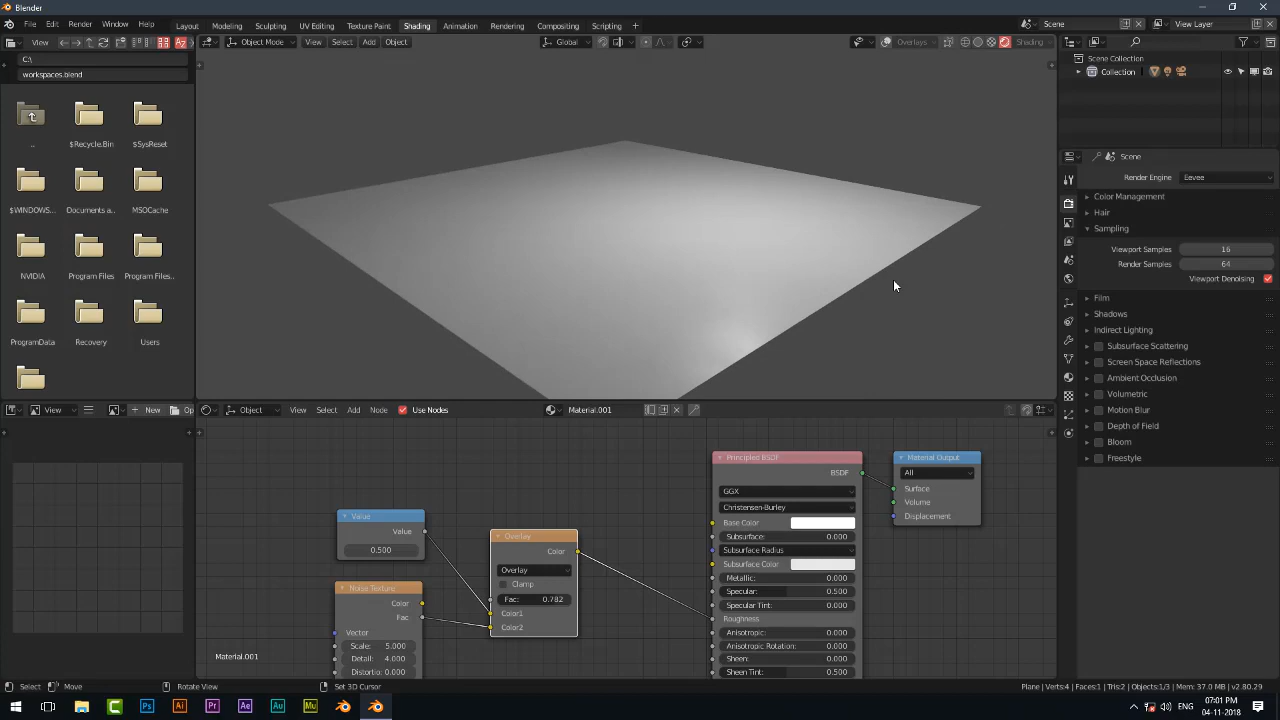 Blender
File Edit Render Window Help Layout Modeling Sculpting UV Editing Texture Paint Shading Animation Rendering Compositing Scripting + Scene View Layer
View Object Mode View Select Add Object Global Overlays Shading
C:\
workspaces.blend
.. $Recycle.Bin $SysReset
$WINDOWS... Documents a... MSOCache
NVIDIA Program Files Program Files..
ProgramData Recovery Users
Scene Collection
Collection
Scene
Render Engine Eevee
Color Management
Hair
Sampling
Viewport Samples 16
Render Samples 64
Viewport Denoising
Film
Shadows
Indirect Lighting
Subsurface Scattering
Screen Space Reflections
Ambient Occlusion
Volumetric
Motion Blur
Depth of Field
Bloom
Freestyle
View New Op Object View Select Add Node Use Nodes Material.001
Value
Value
0.500
Noise Texture
Color
Fac
Vector
Scale: 5.000
Detail: 4.000
Distortio: 0.000
Overlay
Color
Overlay
Clamp
Fac: 0.782
Color1
Color2
Principled BSDF
BSDF
GGX
Christensen-Burley
Base Color
Subsurface: 0.000
Subsurface Radius
Subsurface Color
Metallic: 0.000
Specular: 0.500
Specular Tint: 0.000
Roughness
Anisotropic: 0.000
Anisotropic Rotation: 0.000
Sheen: 0.000
Sheen Tint: 0.500
Material Output
All
Surface
Volume
Displacement
Material.001
Select Move Rotate View Set 3D Cursor Plane | Verts:4 | Faces:1 | Tris:2 | Objects:1/3 | Mem: 37.0 MB | v2.80.29
Ps Ai Pr Ae Au Mu ENG 07:01 PM
04-11-2018